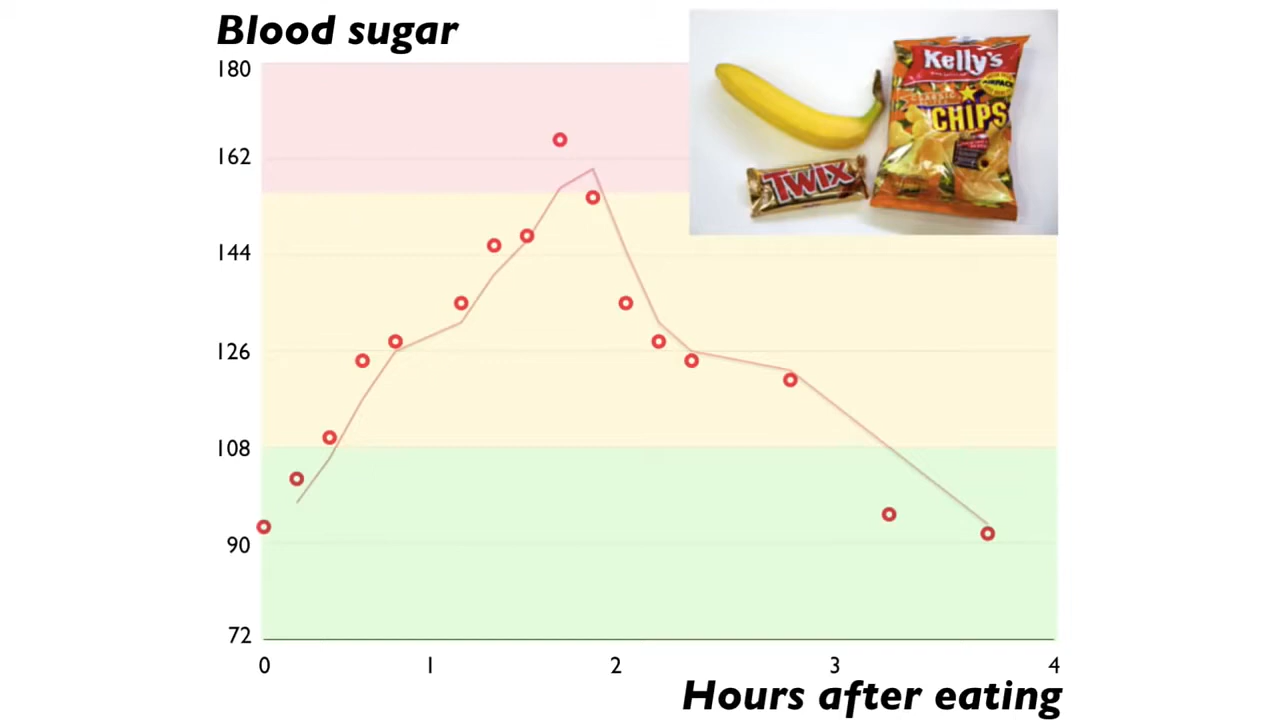 Blood sugar
180
162
144
126
108
90
72
0 1 2 3 4
Hours after eating
Kelly's
CLASSIC
CHIPS
TWIX